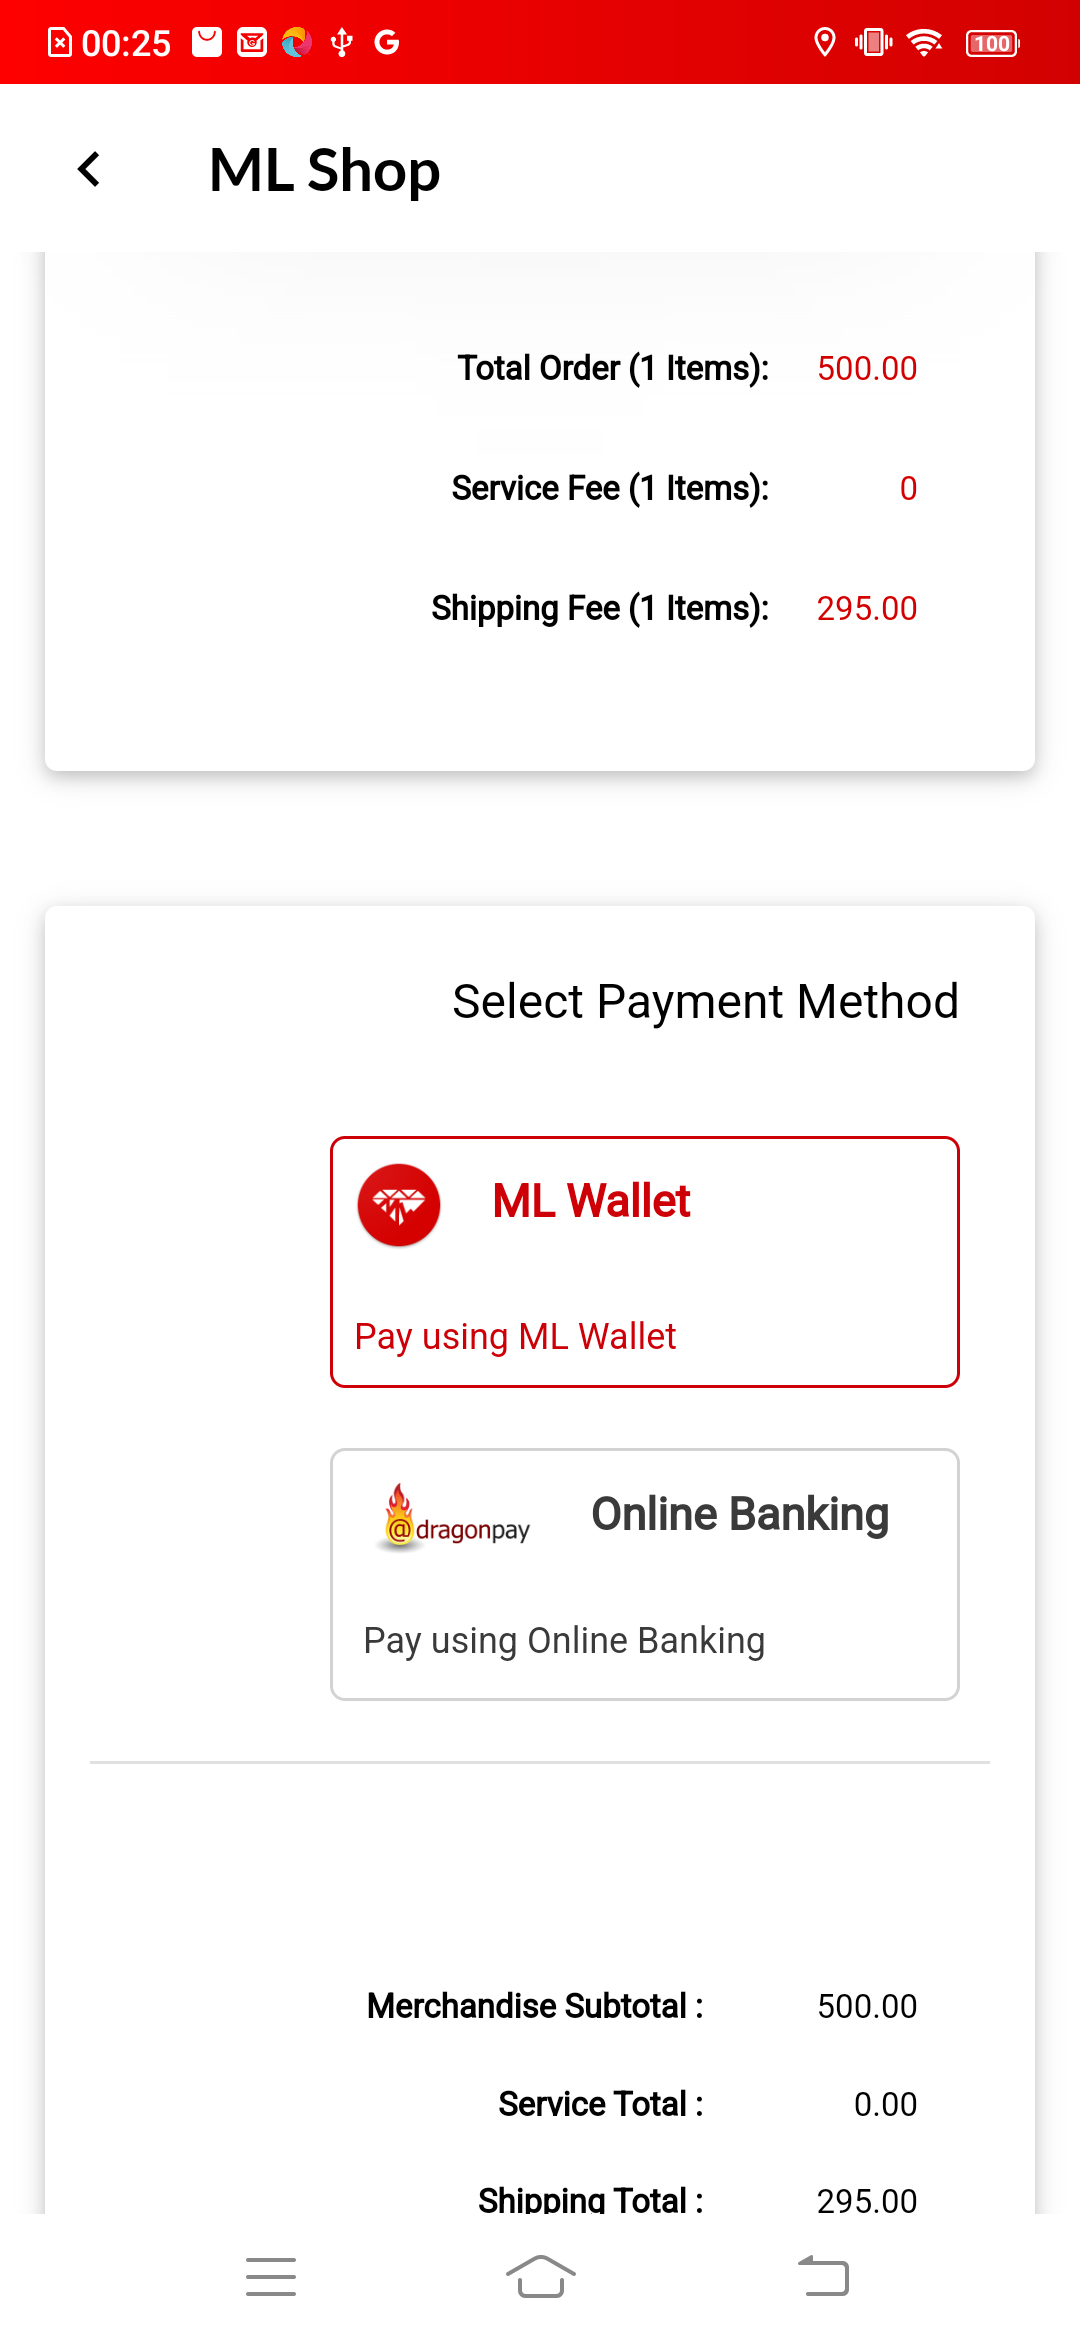 00:25
100
ML Shop
Total Order (1 Items): 500.00
Service Fee (1 Items): 0
Shipping Fee (1 Items): 295.00
Select Payment Method
ML Wallet
Pay using ML Wallet
@dragonpay Online Banking
Pay using Online Banking
Merchandise Subtotal : 500.00
Service Total : 0.00
Shipping Total : 295.00